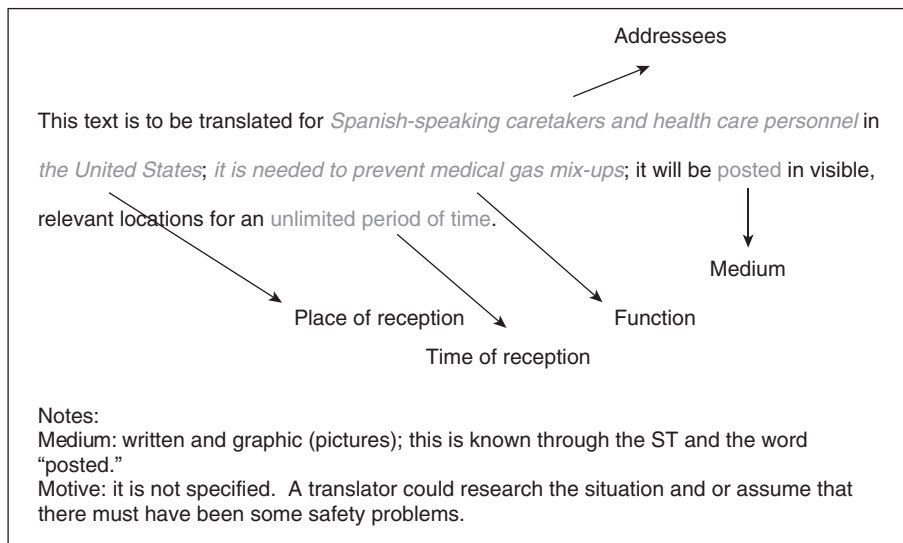 Addressees
This text is to be translated for Spanish-speaking caretakers and health care personnel in
the United States; it is needed to prevent medical gas mix-ups; it will be posted in visible,
relevant locations for an unlimited period of time.
Medium
Place of reception
Function
Time of reception
Notes:
Medium: written and graphic (pictures); this is known through the ST and the word
“posted.”
Motive: it is not specified. A translator could research the situation and or assume that
there must have been some safety problems.